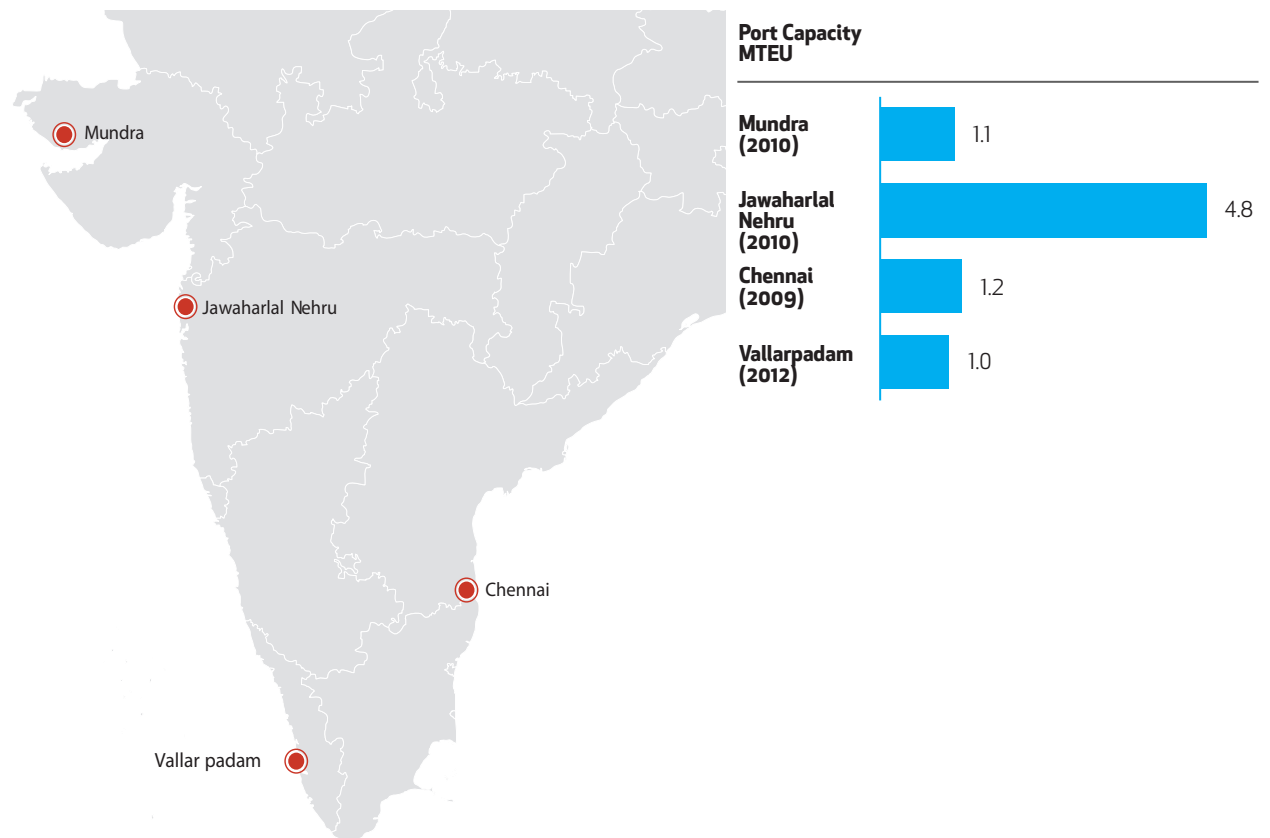 Mundra
Jawaharlal Nehru
Chennai
Vallar padam
Port Capacity
MTEU
Mundra
(2010)
1.1
Jawaharlal
Nehru
(2010)
4.8
Chennai
(2009)
1.2
Vallarpadam
(2012)
1.0